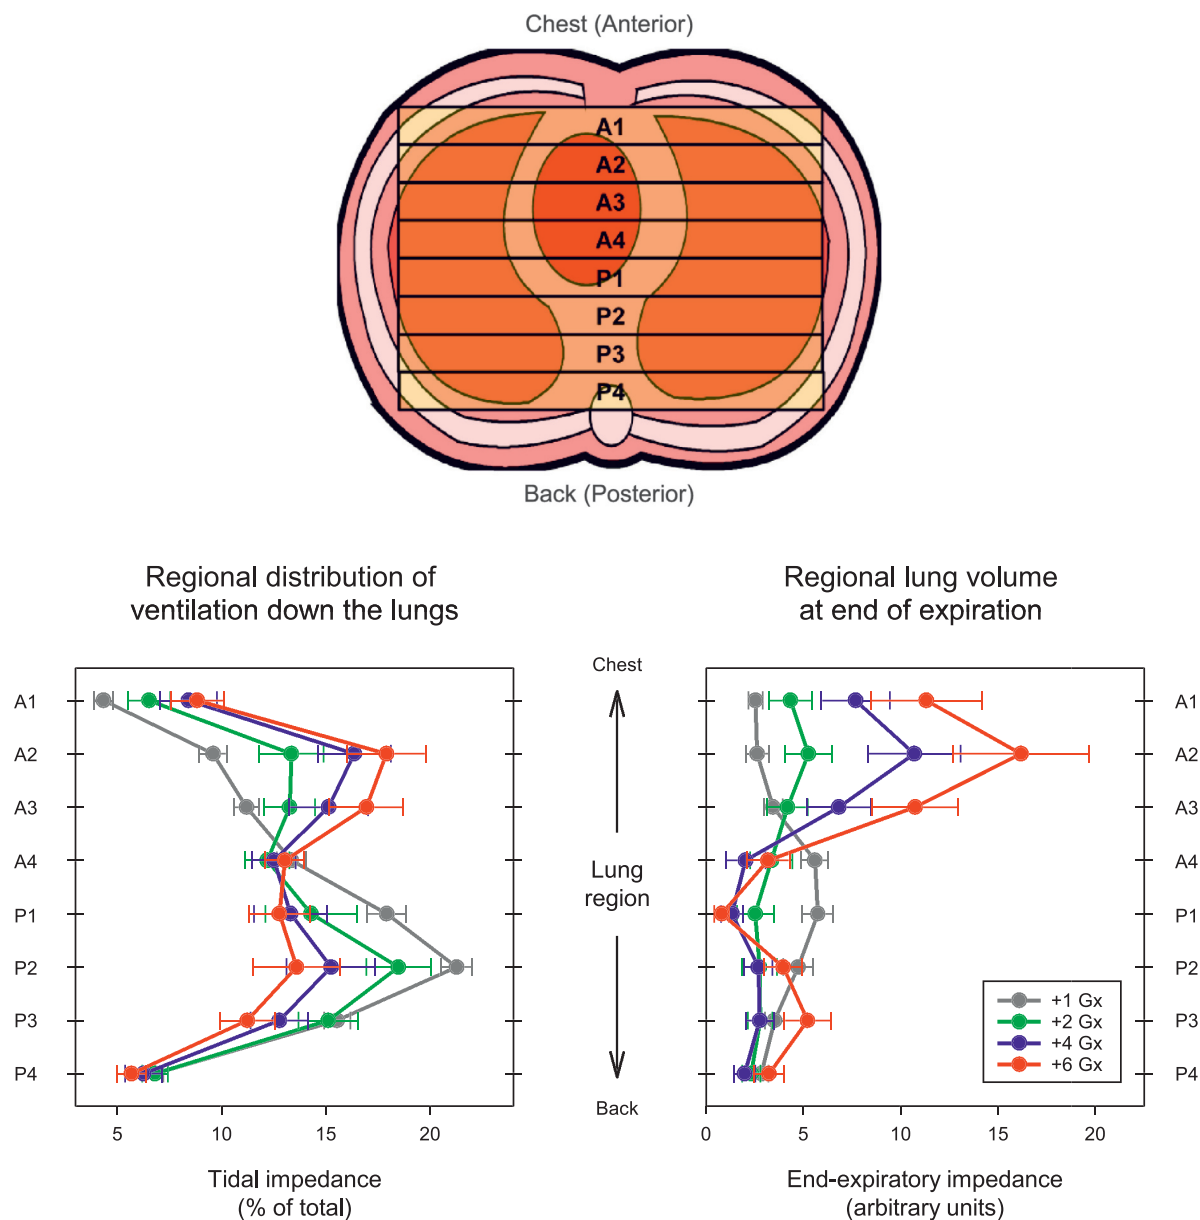 Chest (Anterior)
A1
A2
A3
A4
P1
P2
P3
P4
Back (Posterior)
Regional distribution of
ventilation down the lungs
A1
A2
A3
A4
P1
P2
P3
P4
5
10
15
20
Tidal impedance
(% of total)
Chest
Lung
region
Back
Regional lung volume
at end of expiration
A1
A2
A3
A4
P1
P2
P3
P4
+1 Gx
+2 Gx
+4 Gx
+6 Gx
0
5
10
15
20
End-expiratory impedance
(arbitrary units)